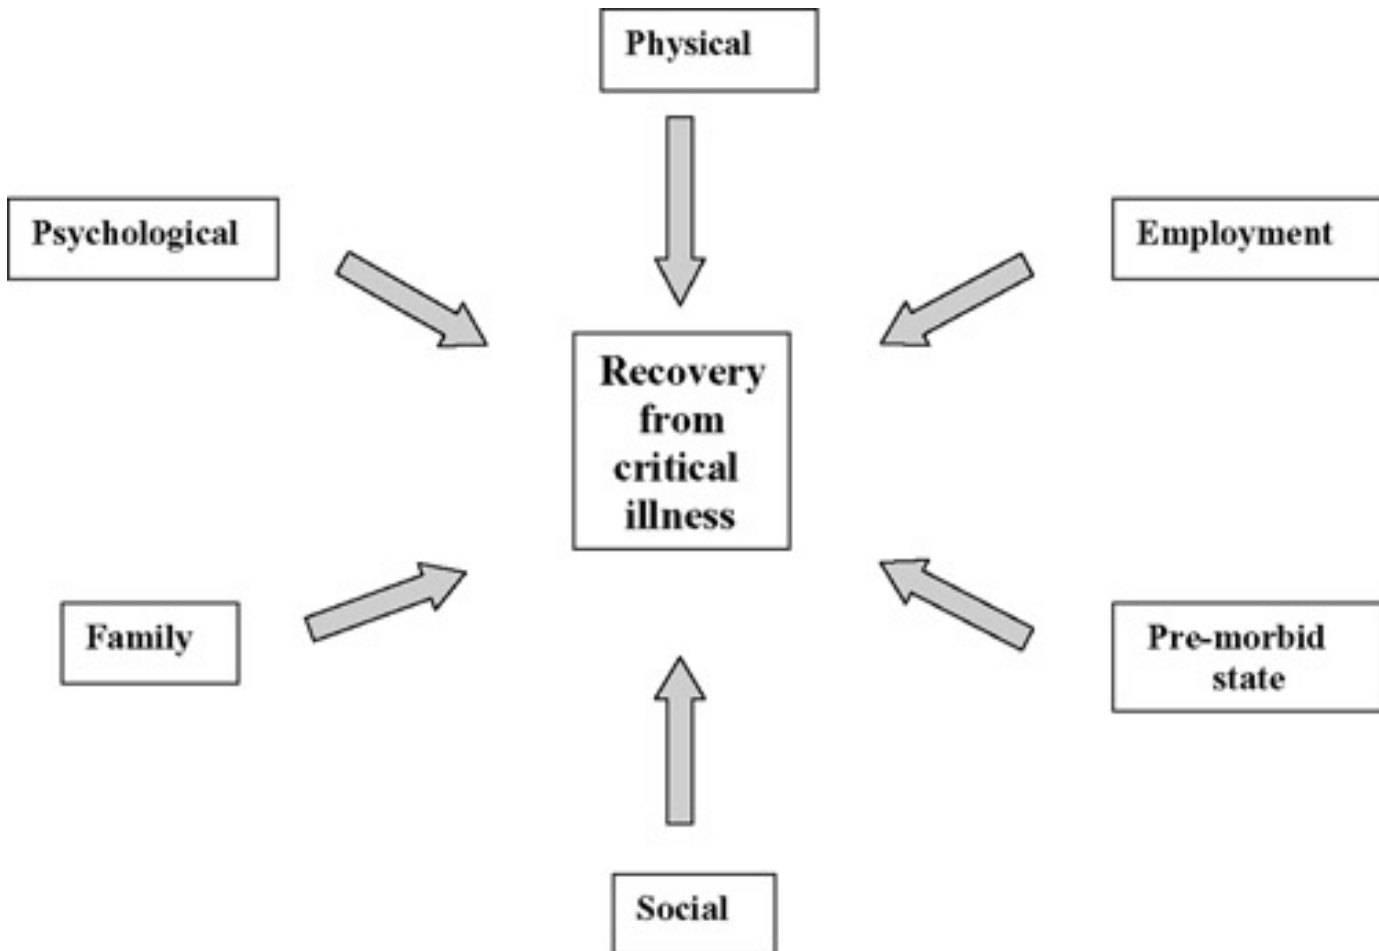 Physical
Psychological
Employment
Recovery
from
critical
illness
Family
Pre-morbid
state
Social